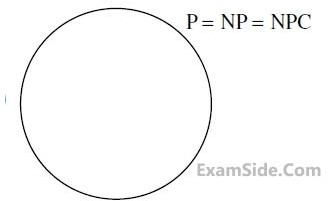 P = NP = NPC
ExamSide.Com